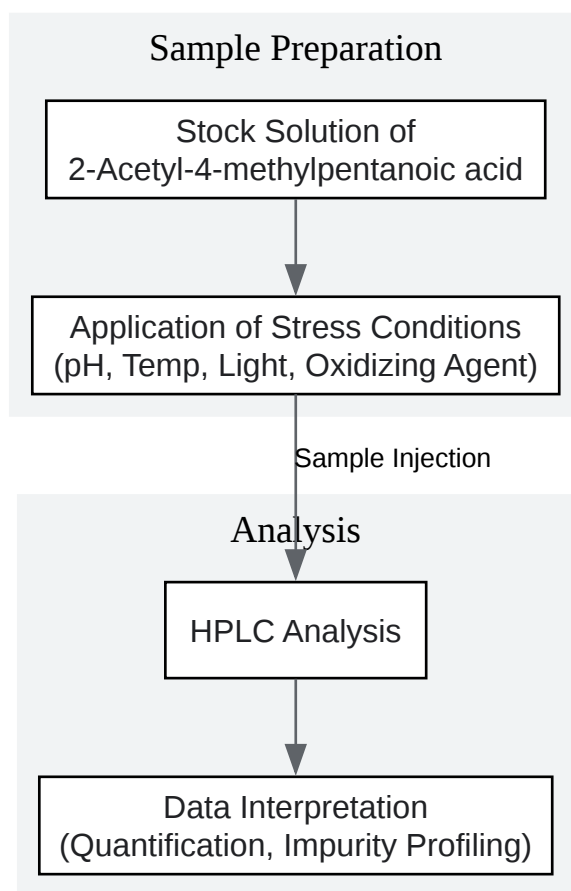 Sample Preparation
Stock Solution of
2-Acetyl-4-methylpentanoic acid
Application of Stress Conditions
(pH, Temp, Light, Oxidizing Agent)
Sample Injection
Analysis
HPLC Analysis
Data Interpretation
(Quantification, Impurity Profiling)